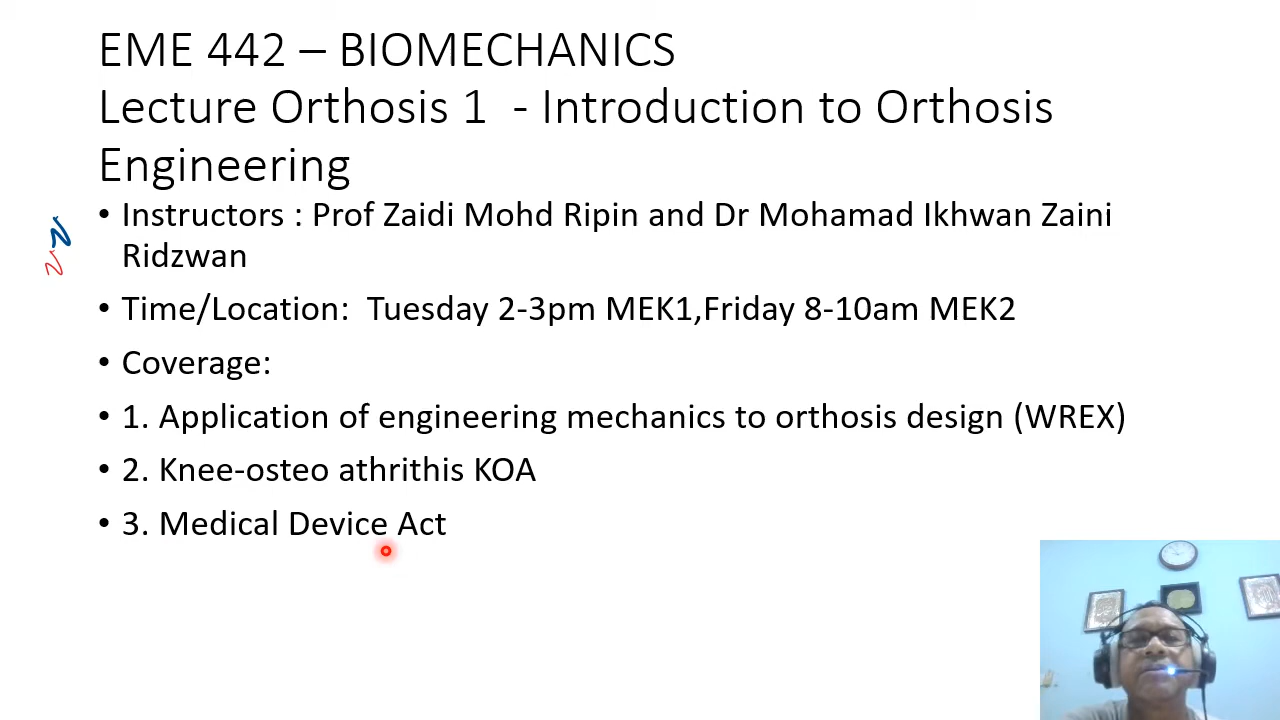 EME 442 – BIOMECHANICS
Lecture Orthosis 1 - Introduction to Orthosis
Engineering
• Instructors : Prof Zaidi Mohd Ripin and Dr Mohamad Ikhwan Zaini
Ridzwan
• Time/Location: Tuesday 2-3pm MEK1,Friday 8-10am MEK2
• Coverage:
• 1. Application of engineering mechanics to orthosis design (WREX)
• 2. Knee-osteo athrithis KOA
• 3. Medical Device Act